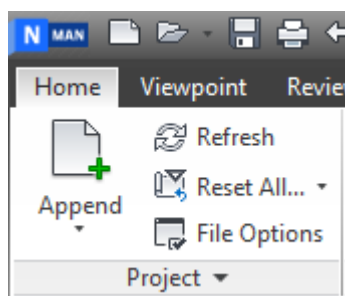 N MAN
Home Viewpoint Revie
Append
Refresh
Reset All...
File Options
Project